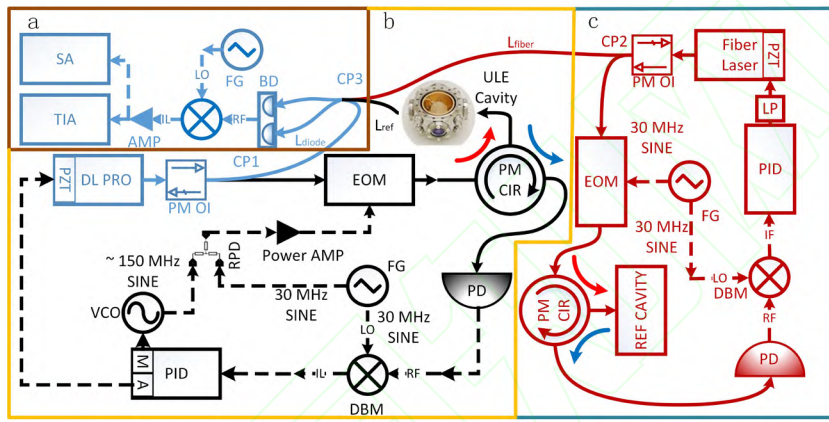 a
SA
TIA
AMP
IL
LO
FG
RF
BD
L_diode
CP3
L_fiber
L_ref
b
ULE
Cavity
PZT
DL PRO
PM OI
CP1
EOM
PM
CIR
~ 150 MHz
SINE
RPD
Power AMP
VCO
30 MHz
SINE
FG
LO
30 MHz
SINE
PD
M
A
PID
IL
DBM
RF
c
CP2
PM OI
Fiber
Laser
PZT
LP
PID
30 MHz
SINE
EOM
FG
30 MHz
SINE
IF
LO
DBM
RF
PM
CIR
REF CAVITY
PD